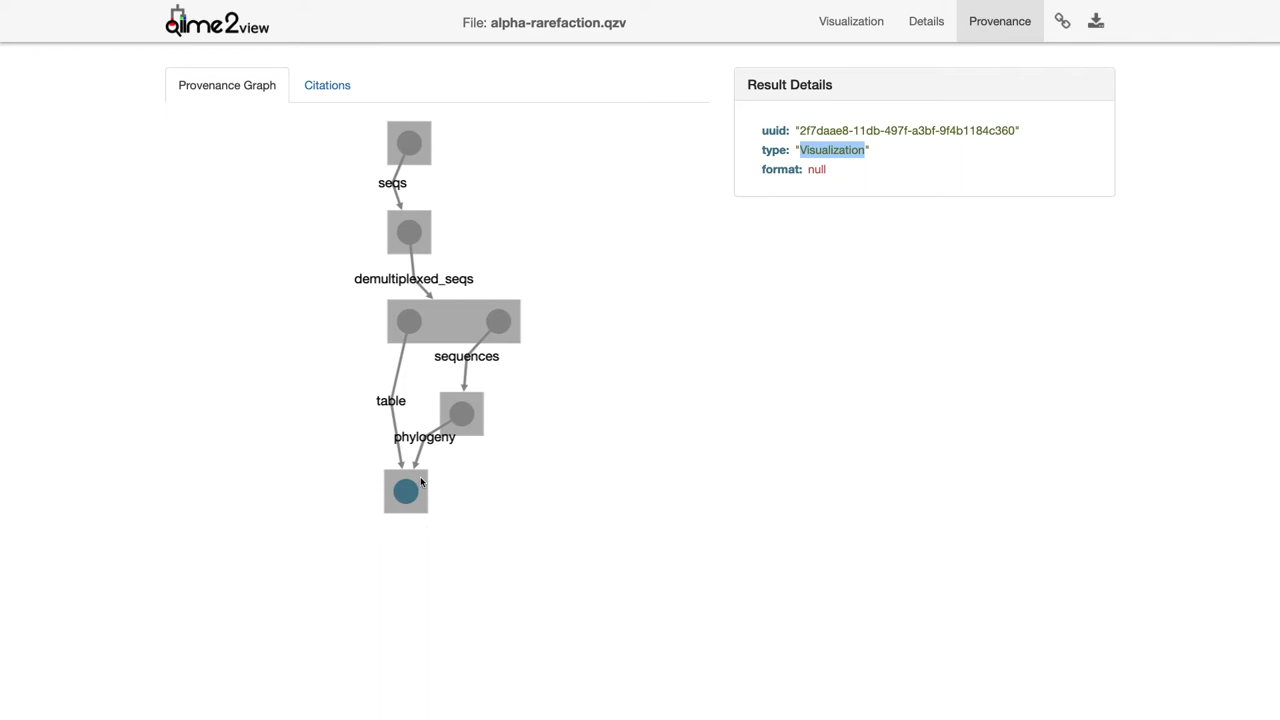 qiime2view
File: alpha-rarefaction.qzv
Visualization
Details
Provenance
Provenance Graph
Citations
Result Details
uuid: "2f7daae8-11db-497f-a3bf-9f4b1184c360"
type: "Visualization"
format: null
seqs
demultiplexed_seqs
sequences
table
phylogeny